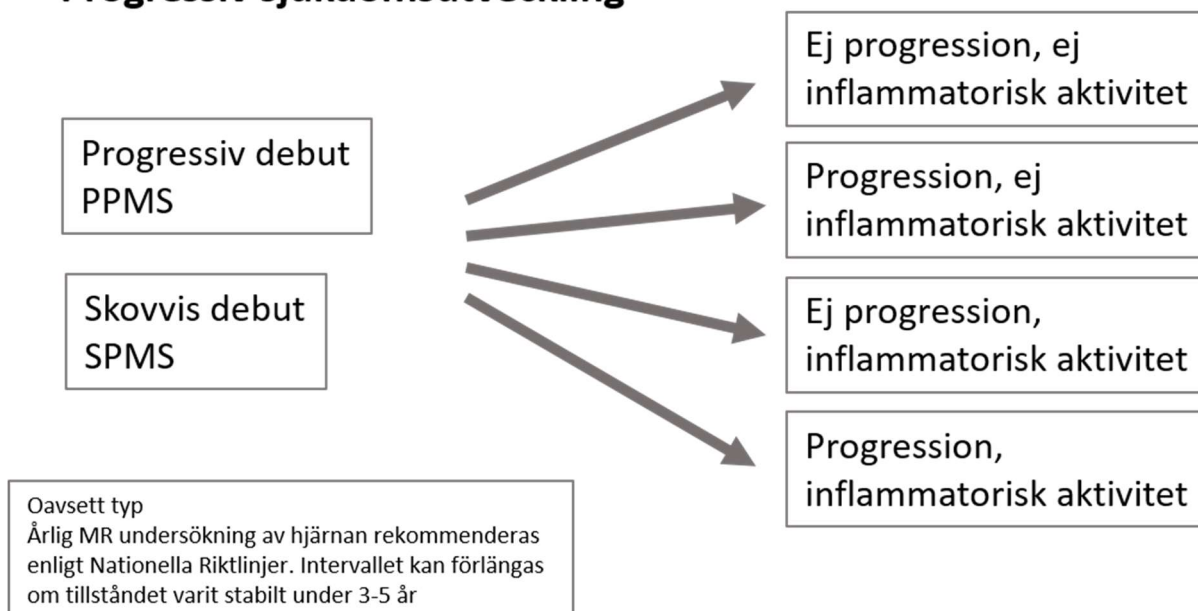 Progressiv sjukdomsutveckling
Progressiv debut
PPMS
Skovvis debut
SPMS
Oavsett typ
Årlig MR undersökning av hjärnan rekommenderas
enligt Nationella Riktlinjer. Intervallet kan förlängas
om tillståndet varit stabilt under 3-5 år
Ej progression, ej
inflammatorisk aktivitet
Progression, ej
inflammatorisk aktivitet
Ej progression,
inflammatorisk aktivitet
Progression,
inflammatorisk aktivitet